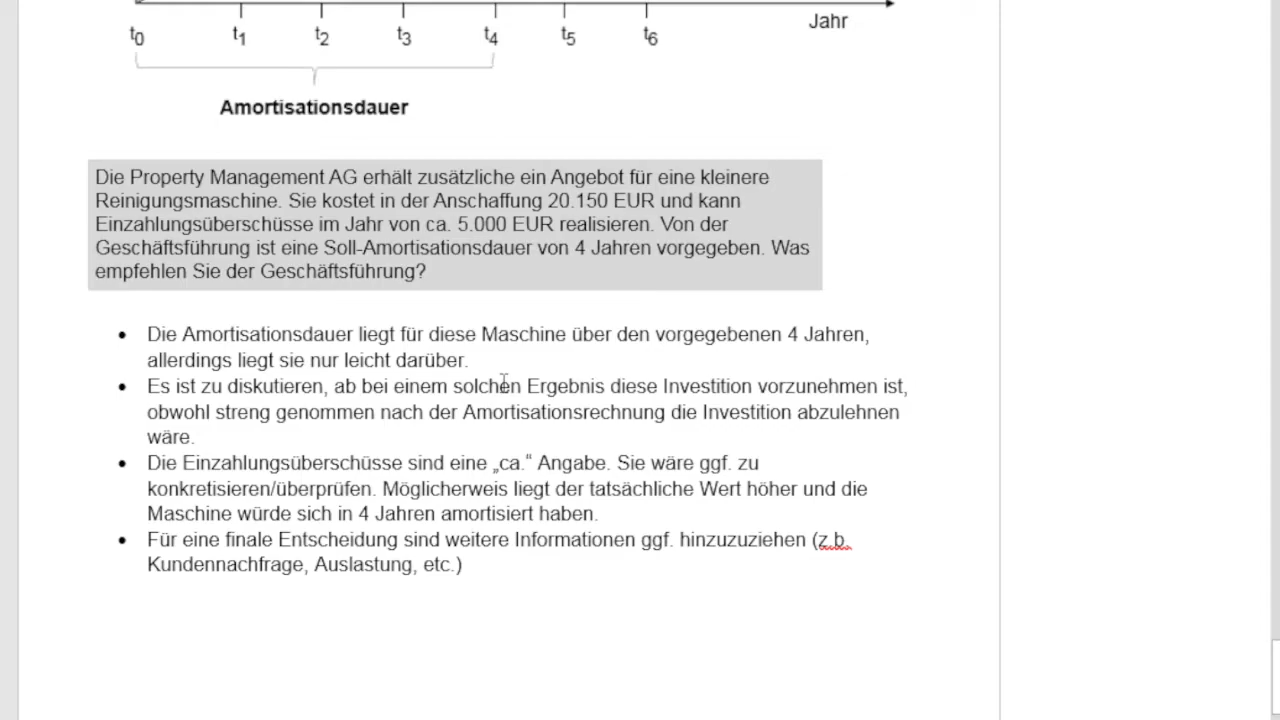 t0 t1 t2 t3 t4 t5 t6 Jahr
Amortisationsdauer
Die Property Management AG erhält zusätzliche ein Angebot für eine kleinere
Reinigungsmaschine. Sie kostet in der Anschaffung 20.150 EUR und kann
Einzahlungsüberschüsse im Jahr von ca. 5.000 EUR realisieren. Von der
Geschäftsführung ist eine Soll-Amortisationsdauer von 4 Jahren vorgegeben. Was
empfehlen Sie der Geschäftsführung?
• Die Amortisationsdauer liegt für diese Maschine über den vorgegebenen 4 Jahren,
allerdings liegt sie nur leicht darüber.
• Es ist zu diskutieren, ab bei einem solchen Ergebnis diese Investition vorzunehmen ist,
obwohl streng genommen nach der Amortisationsrechnung die Investition abzulehnen
wäre.
• Die Einzahlungsüberschüsse sind eine „ca.“ Angabe. Sie wäre ggf. zu
konkretisieren/überprüfen. Möglicherweis liegt der tatsächliche Wert höher und die
Maschine würde sich in 4 Jahren amortisiert haben.
• Für eine finale Entscheidung sind weitere Informationen ggf. hinzuzuziehen (z.b.
Kundennachfrage, Auslastung, etc.)